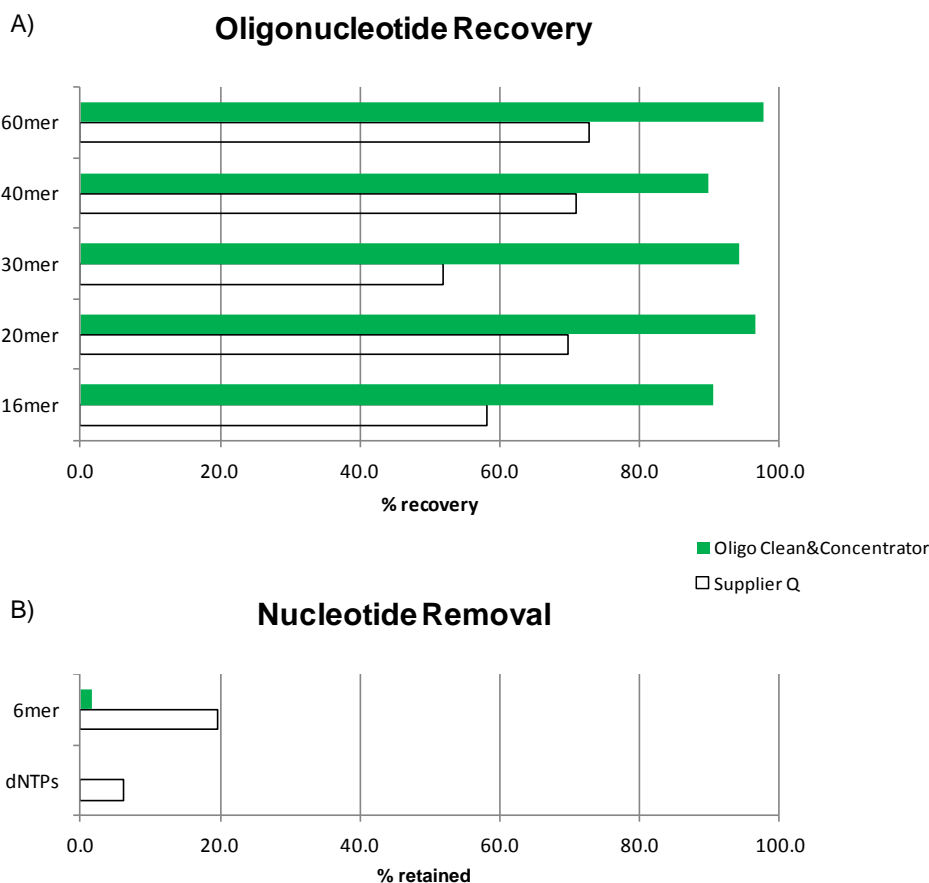 A)
Oligonucleotide Recovery
60mer
40mer
30mer
20mer
16mer
0.0 20.0 40.0 60.0 80.0 100.0
% recovery
Oligo Clean&Concentrator
Supplier Q
B)
Nucleotide Removal
6mer
dNTPs
0.0 20.0 40.0 60.0 80.0 100.0
% retained